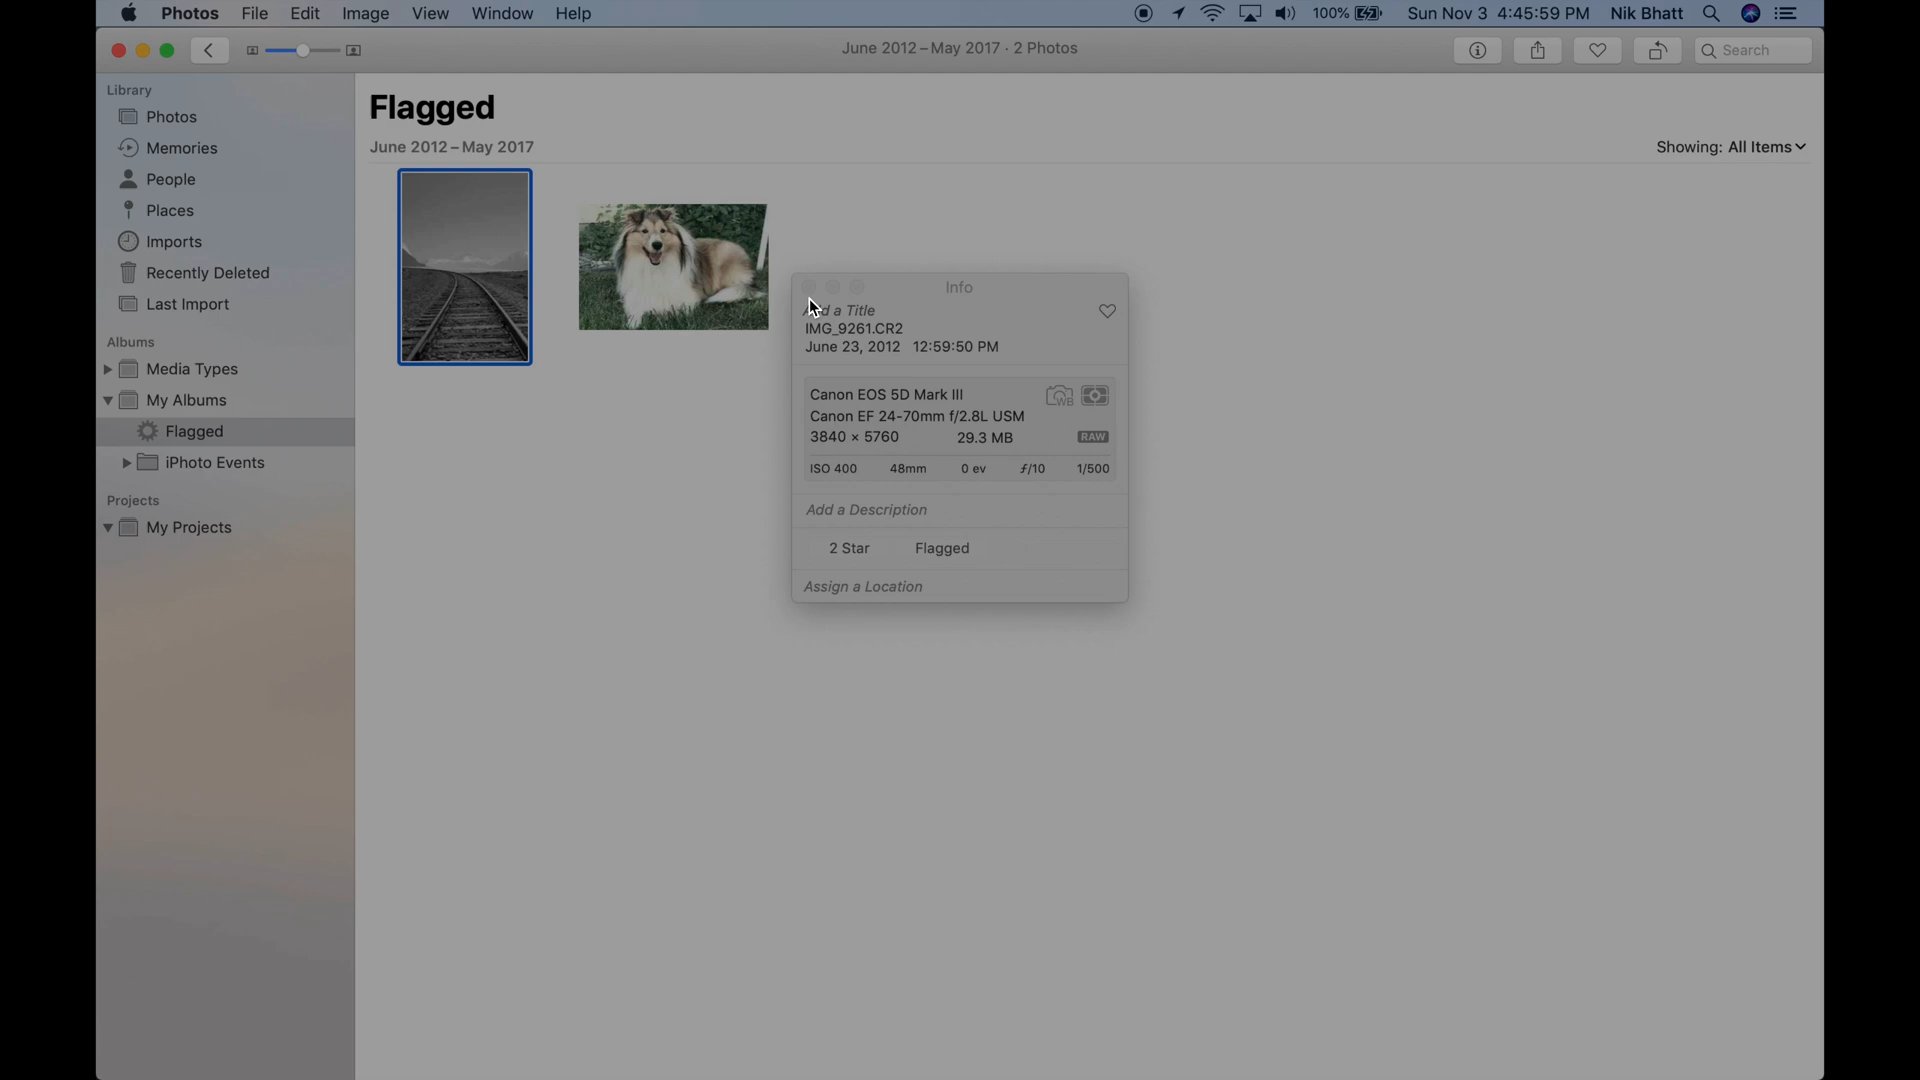 Photos File Edit Image View Window Help 100% Sun Nov 3 4:45:59 PM Nik Bhatt
June 2012 – May 2017 · 2 Photos
Search
Library
Photos
Memories
People
Places
Imports
Recently Deleted
Last Import
Albums
Media Types
My Albums
Flagged
iPhoto Events
Projects
My Projects
Flagged
June 2012 – May 2017
Showing: All Items
Info
a Title
IMG_9261.CR2
June 23, 2012 12:59:50 PM
Canon EOS 5D Mark III
WB
Canon EF 24-70mm f/2.8L USM
3840 × 5760 29.3 MB RAW
ISO 400 48mm 0 ev ƒ/10 1/500
Add a Description
2 Star Flagged
Assign a Location